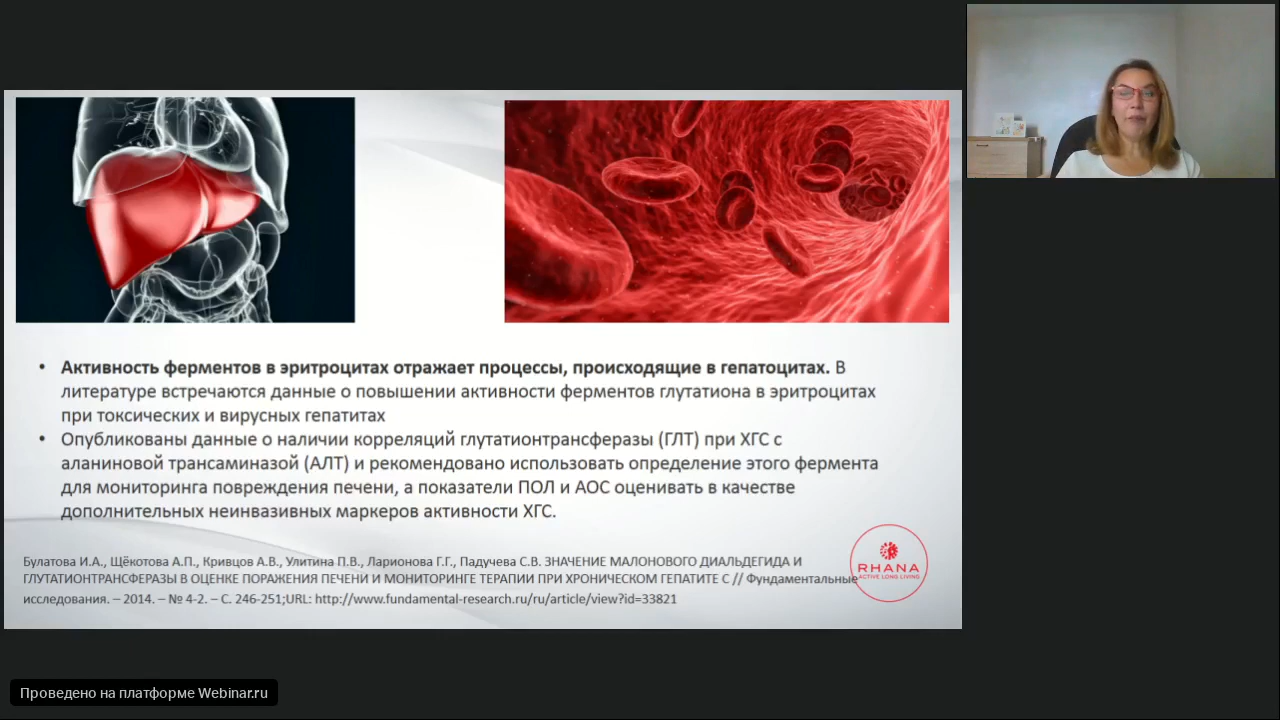 • Активность ферментов в эритроцитах отражает процессы, происходящие в гепатоцитах. В
литературе встречаются данные о повышении активности ферментов глутатиона в эритроцитах
при токсических и вирусных гепатитах
• Опубликованы данные о наличии корреляций глутатионтрансферазы (ГЛТ) при ХГС с
аланиновой трансаминазой (АЛТ) и рекомендовано использовать определение этого фермента
для мониторинга повреждения печени, а показатели ПОЛ и АОС оценивать в качестве
дополнительных неинвазивных маркеров активности ХГС.
Булатова И.А., Щёкотова А.П., Кривцов А.В., Улитина П.В., Ларионова Г.Г., Падучева С.В. ЗНАЧЕНИЕ МАЛОНОВОГО ДИАЛЬДЕГИДА И
ГЛУТАТИОНТРАНСФЕРАЗЫ В ОЦЕНКЕ ПОРАЖЕНИЯ ПЕЧЕНИ И МОНИТОРИНГЕ ТЕРАПИИ ПРИ ХРОНИЧЕСКОМ ГЕПАТИТЕ С // Фундаментальные
исследования. – 2014. – № 4-2. – С. 246-251;URL: http://www.fundamental-research.ru/ru/article/view?id=33821
RHANA
ACTIVE LONG LIVING
Проведено на платформе Webinar.ru